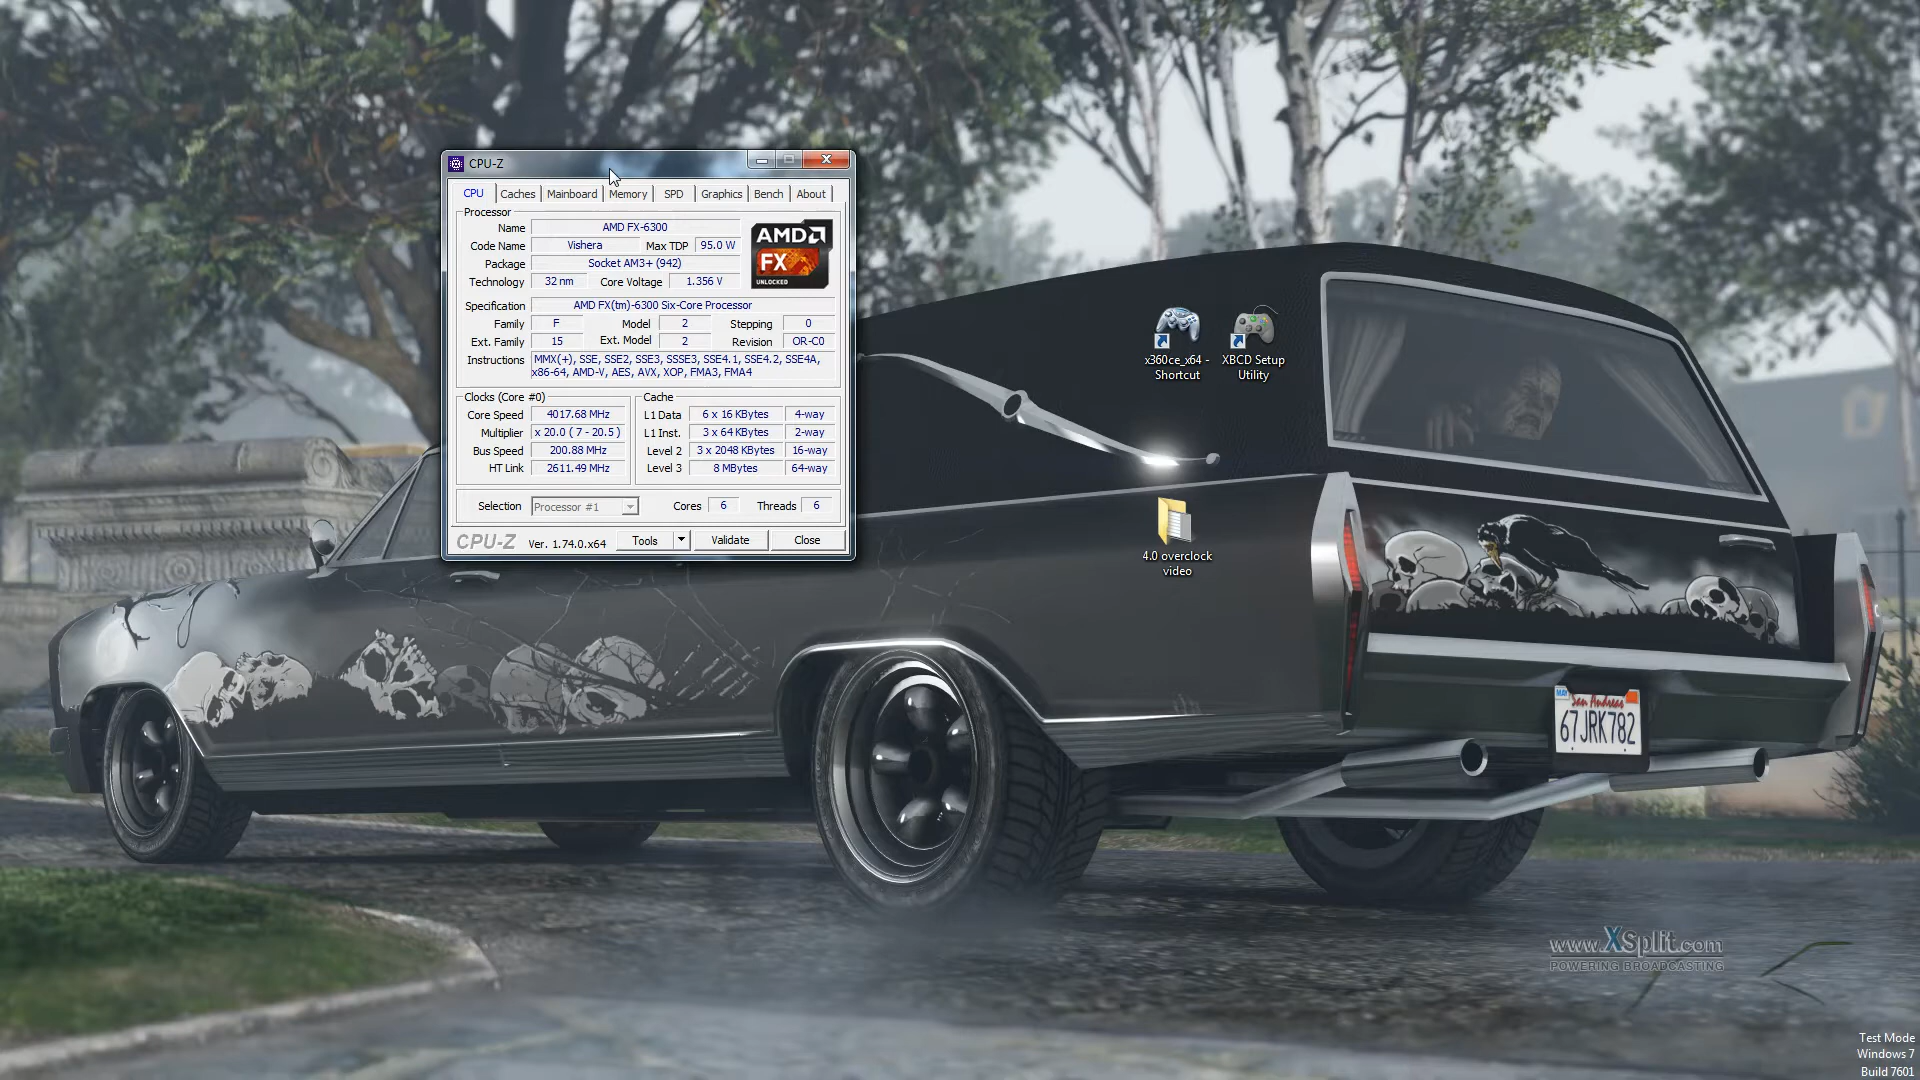 CPU-Z
CPU Caches Mainboard Memory SPD Graphics Bench About
Processor
Name AMD FX-6300
Code Name Vishera Max TDP 95.0 W
Package Socket AM3+ (942)
Technology 32 nm Core Voltage 1.356 V
AMD
FX
UNLOCKED
Specification AMD FX(tm)-6300 Six-Core Processor
Family F Model 2 Stepping 0
Ext. Family 15 Ext. Model 2 Revision OR-C0
Instructions MMX(+), SSE, SSE2, SSE3, SSSE3, SSE4.1, SSE4.2, SSE4A,
x86-64, AMD-V, AES, AVX, XOP, FMA3, FMA4
Clocks (Core #0)
Core Speed 4017.68 MHz
Multiplier x 20.0 ( 7 - 20.5 )
Bus Speed 200.88 MHz
HT Link 2611.49 MHz
Cache
L1 Data 6 x 16 KBytes 4-way
L1 Inst. 3 x 64 KBytes 2-way
Level 2 3 x 2048 KBytes 16-way
Level 3 8 MBytes 64-way
Selection Processor #1 Cores 6 Threads 6
CPU-Z Ver. 1.74.0.x64 Tools Validate Close
x360ce_x64 -
Shortcut
XBCD Setup
Utility
4.0 overclock
video
MAY
San Andreas
67JRK782
www.XSplit.com
POWERING BROADCASTING
Test Mode
Windows 7
Build 7601